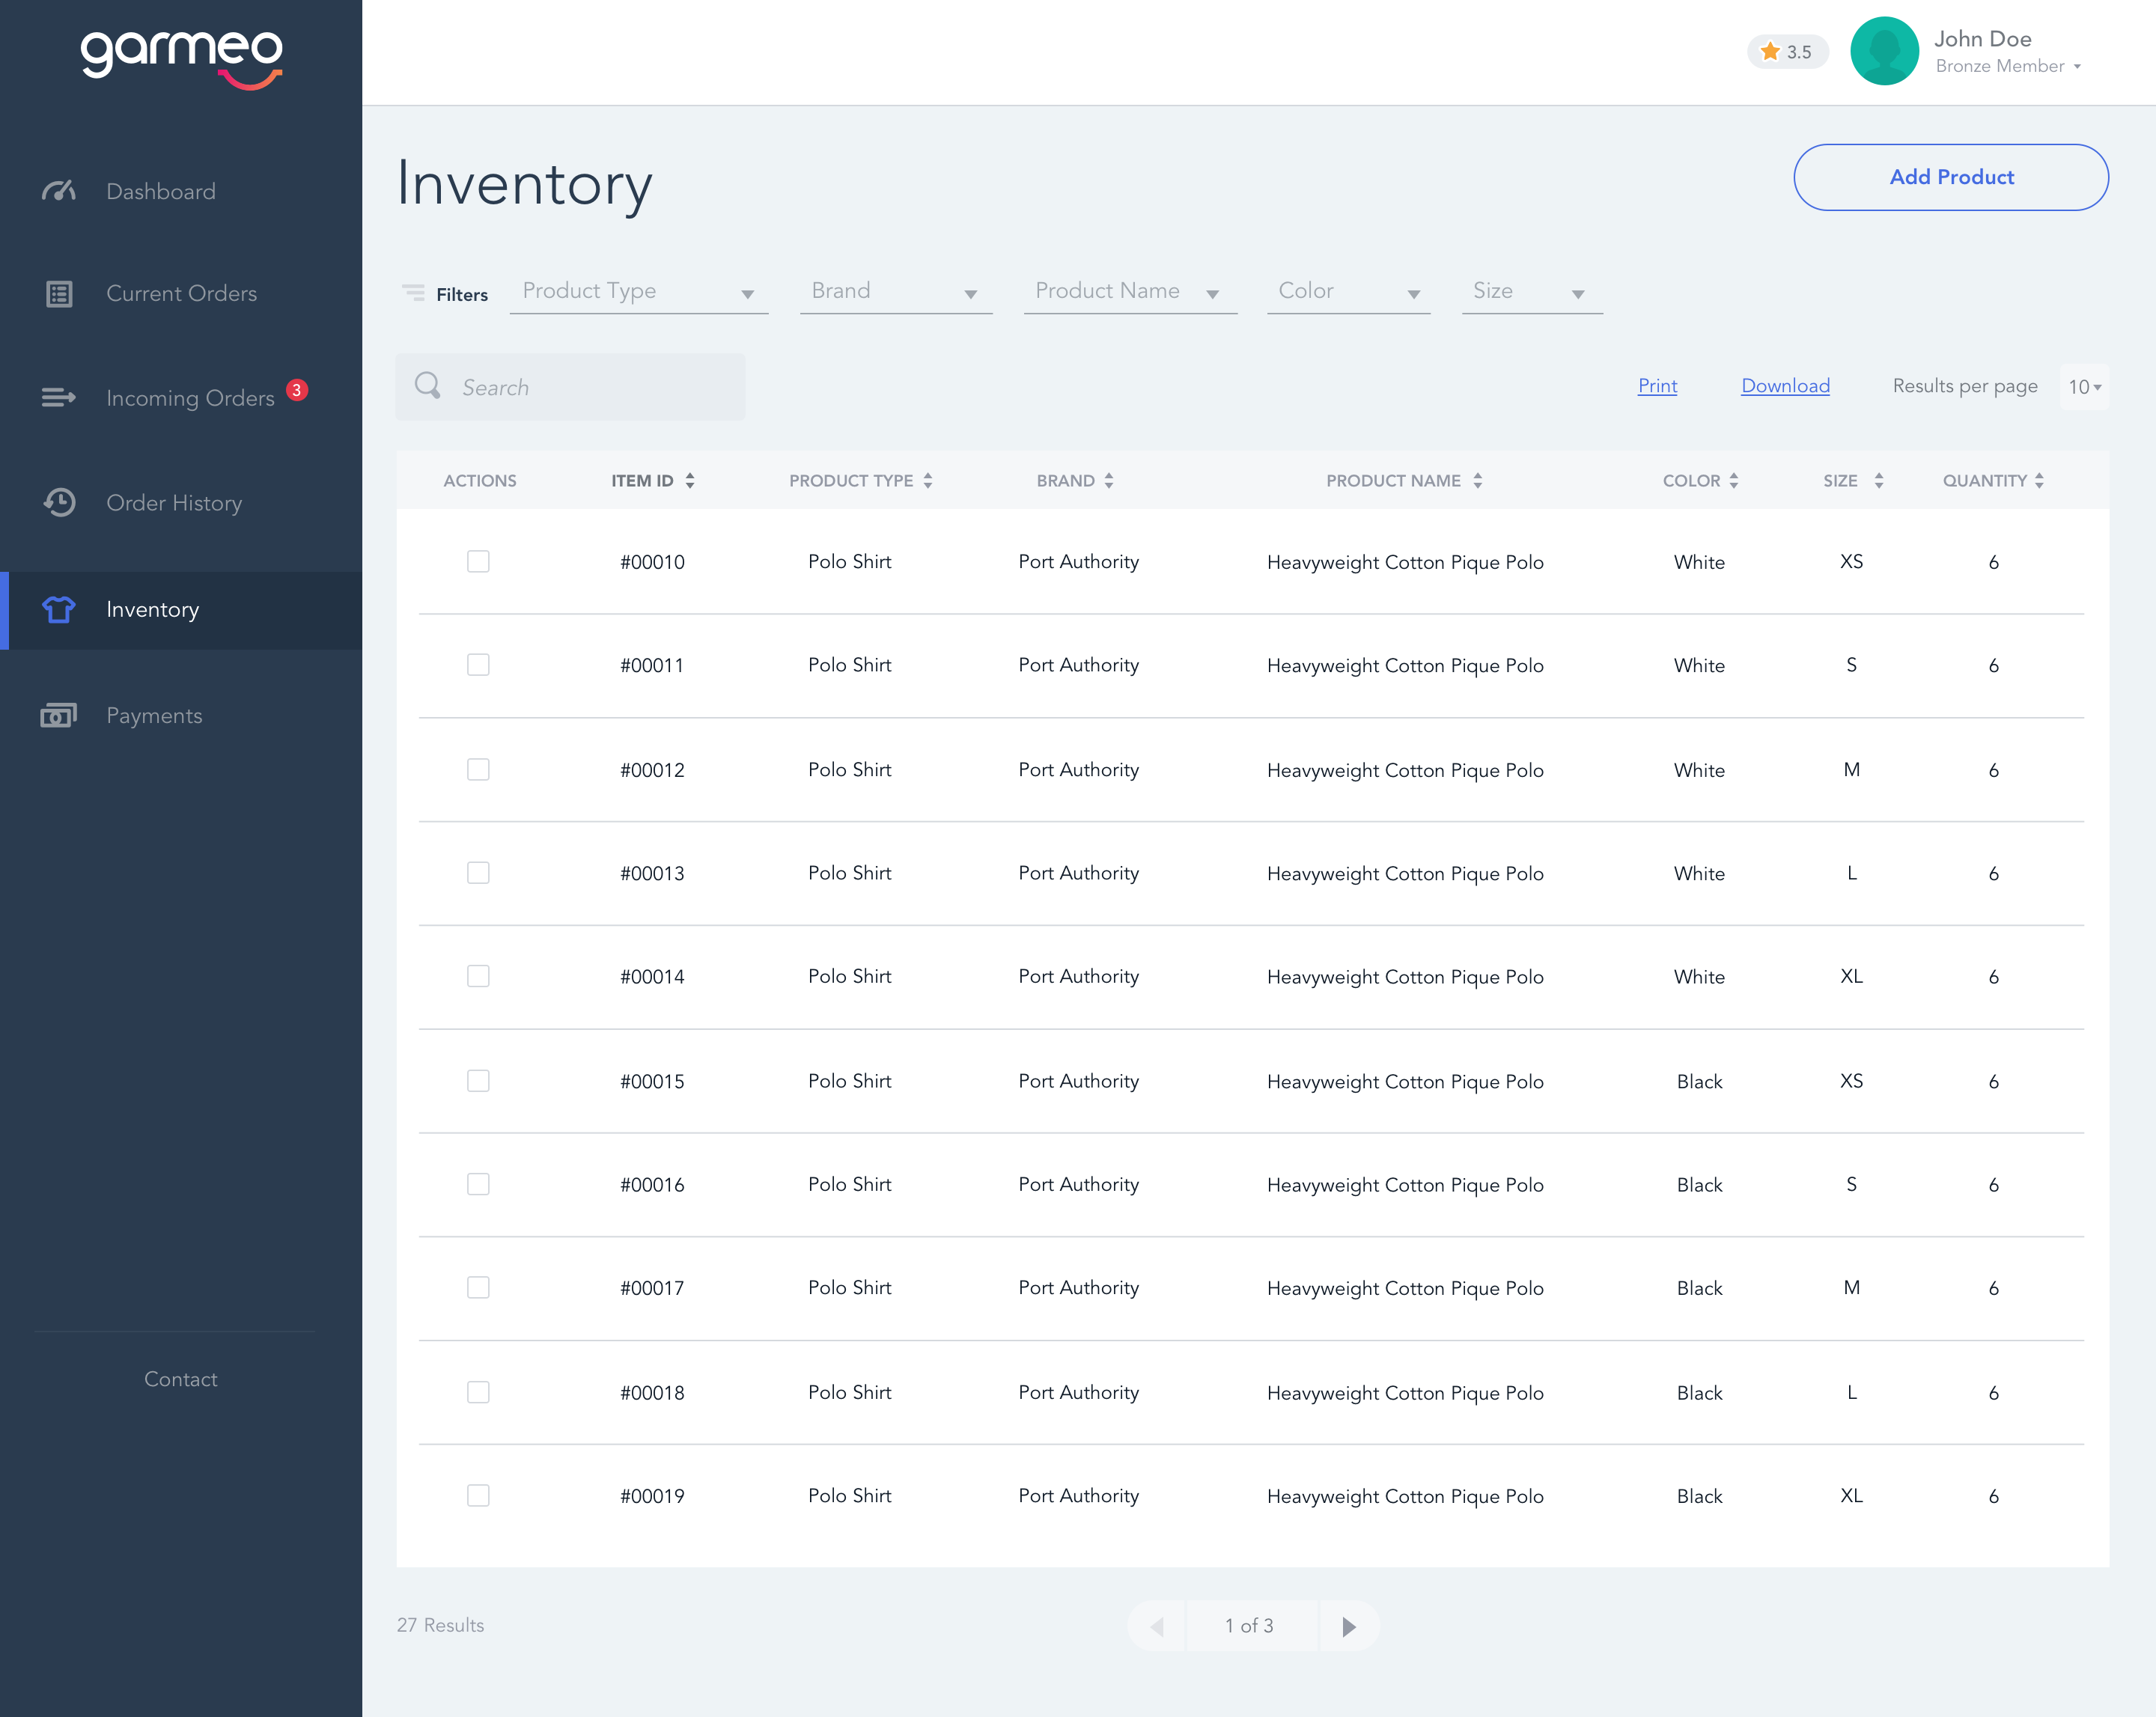 garmeo
3.5
John Doe
Bronze Member
Dashboard
Current Orders
Incoming Orders 3
Order History
Inventory
Payments
Contact
Inventory
Add Product
Filters Product Type Brand Product Name Color Size
Search
Print Download Results per page 10
ACTIONS ITEM ID PRODUCT TYPE BRAND PRODUCT NAME COLOR SIZE QUANTITY
#00010 Polo Shirt Port Authority Heavyweight Cotton Pique Polo White XS 6
#00011 Polo Shirt Port Authority Heavyweight Cotton Pique Polo White S 6
#00012 Polo Shirt Port Authority Heavyweight Cotton Pique Polo White M 6
#00013 Polo Shirt Port Authority Heavyweight Cotton Pique Polo White L 6
#00014 Polo Shirt Port Authority Heavyweight Cotton Pique Polo White XL 6
#00015 Polo Shirt Port Authority Heavyweight Cotton Pique Polo Black XS 6
#00016 Polo Shirt Port Authority Heavyweight Cotton Pique Polo Black S 6
#00017 Polo Shirt Port Authority Heavyweight Cotton Pique Polo Black M 6
#00018 Polo Shirt Port Authority Heavyweight Cotton Pique Polo Black L 6
#00019 Polo Shirt Port Authority Heavyweight Cotton Pique Polo Black XL 6
27 Results
1 of 3